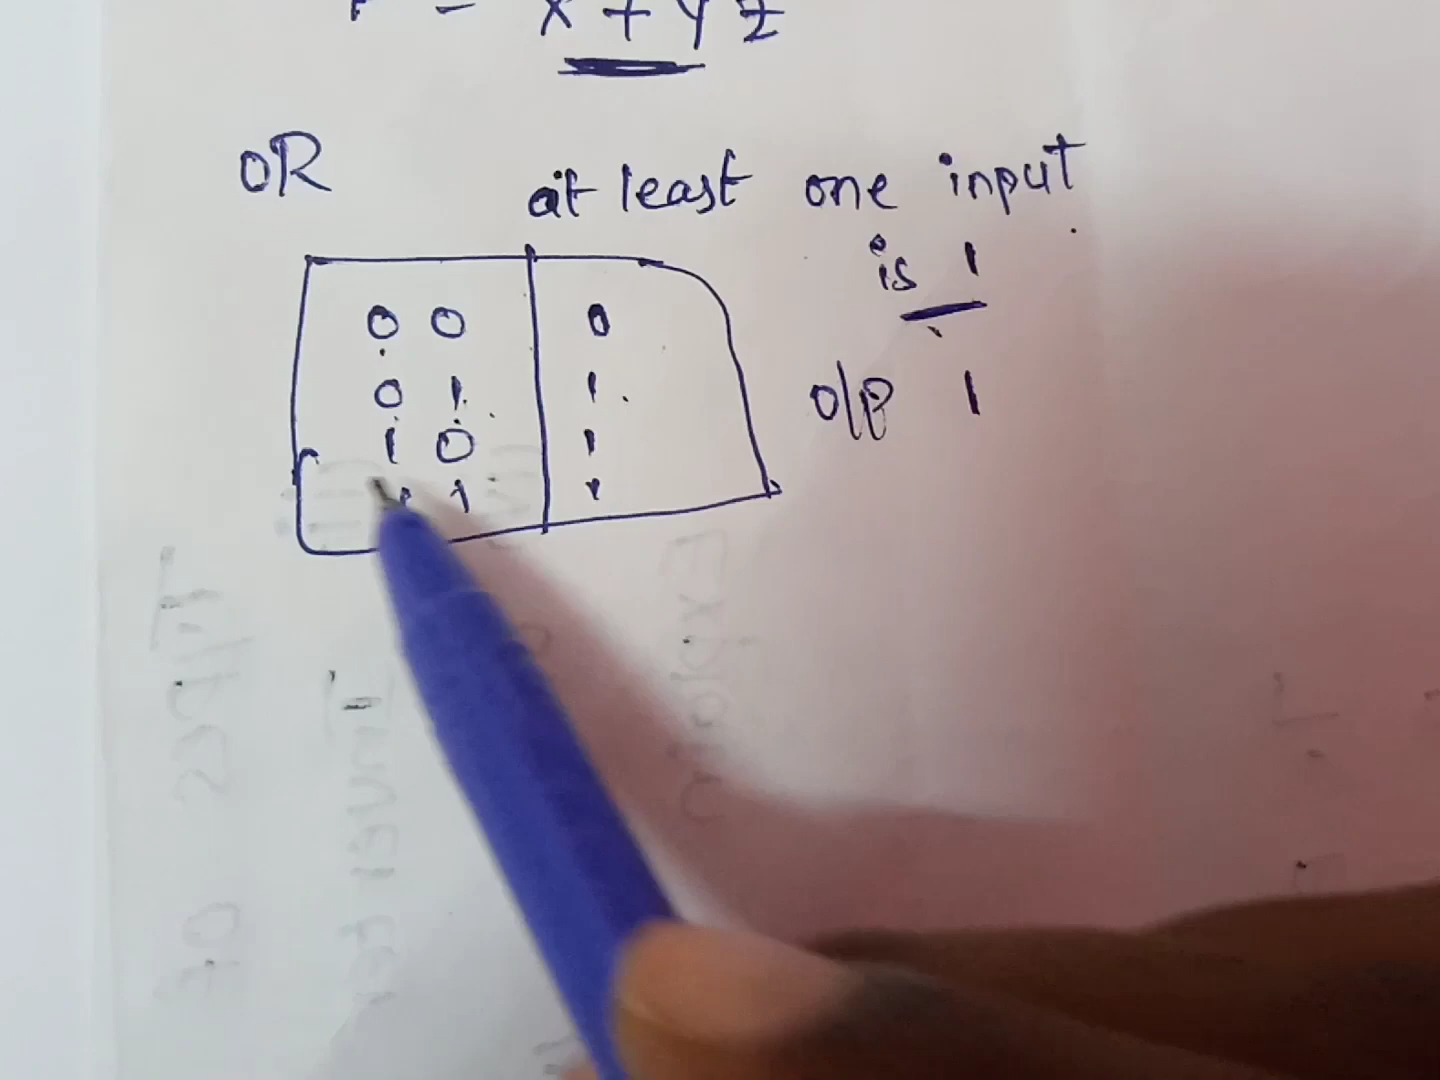 = x + y z
OR
at least one input
is 1
0 0 0
0 1 1
1 0 1
1 1 1
o/p 1